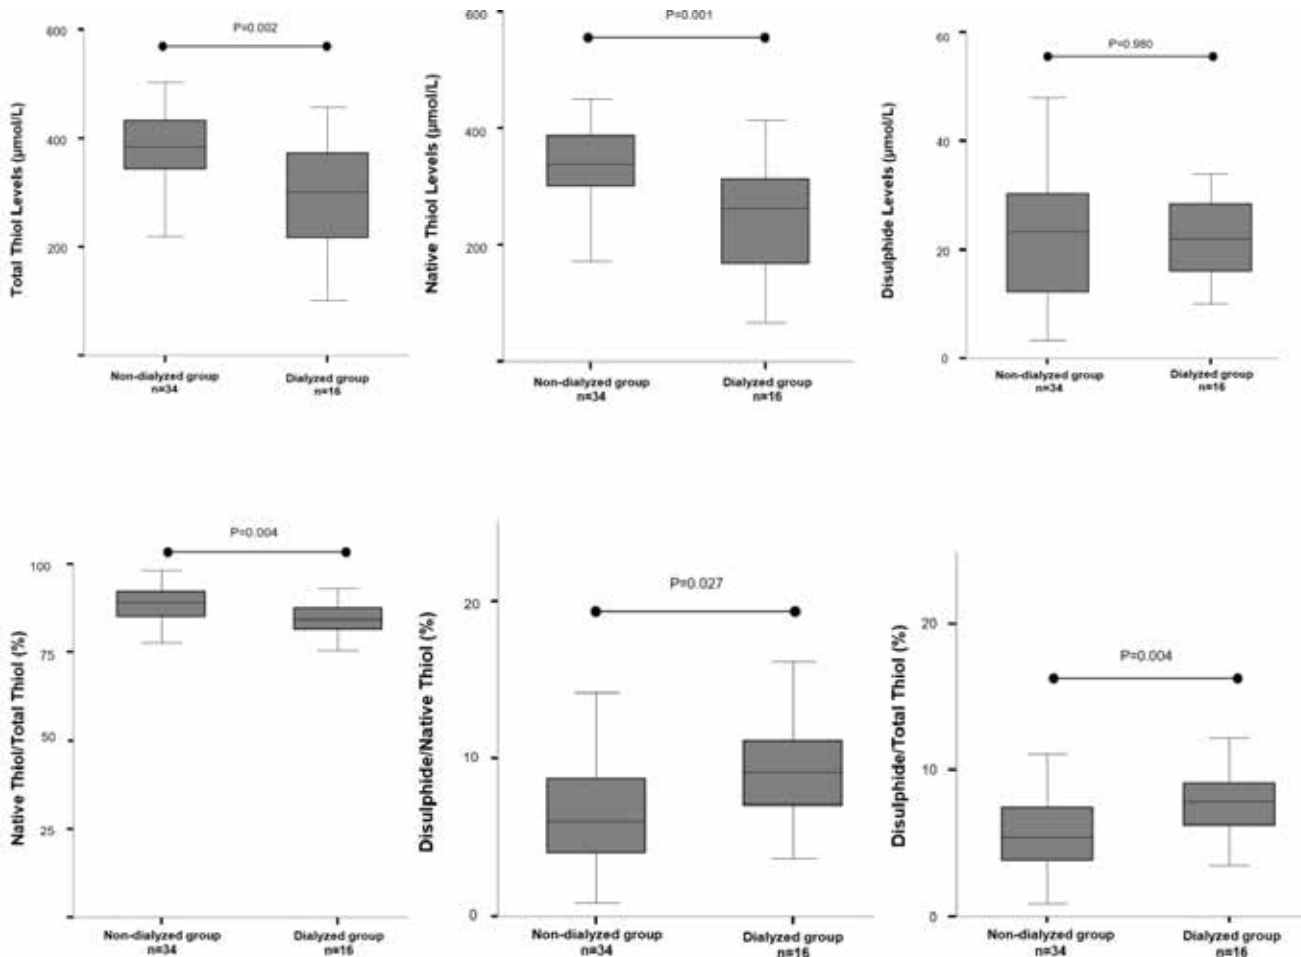 P=0.002
600
400
200
Total Thiol Levels (µmol/L)
Non-dialyzed group
n=34
Dialyzed group
n=16
P=0.001
600
400
200
Native Thiol Levels (µmol/L)
Non-dialyzed group
n=34
Dialyzed group
n=16
P=0.980
60
40
20
0
Disulphide Levels (µmol/L)
Non-dialyzed group
n=34
Dialyzed group
n=16
P=0.004
100
75
50
25
Native Thiol/Total Thiol (%)
Non-dialyzed group
n=34
Dialyzed group
n=16
P=0.027
20
10
0
Disulphide/Native Thiol (%)
Non-dialyzed group
n=34
Dialyzed group
n=16
P=0.004
20
10
0
Disulphide/Total Thiol (%)
Non-dialyzed group
n=34
Dialyzed group
n=16